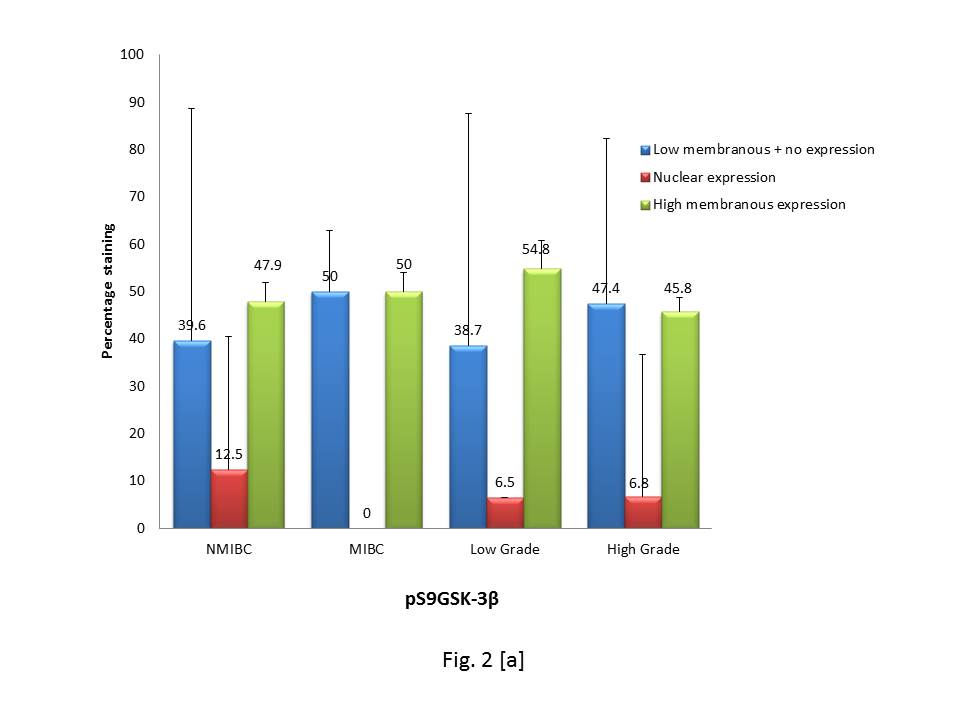 100
90
80
70
60
50
40
30
20
10
0
Percentage staining
39.6
12.5
47.9
50
0
50
38.7
6.5
54.8
47.4
6.8
45.8
NMIBC
MIBC
Low Grade
High Grade
Low membranous + no expression
Nuclear expression
High membranous expression
pS9GSK-3β
Fig. 2 [a]